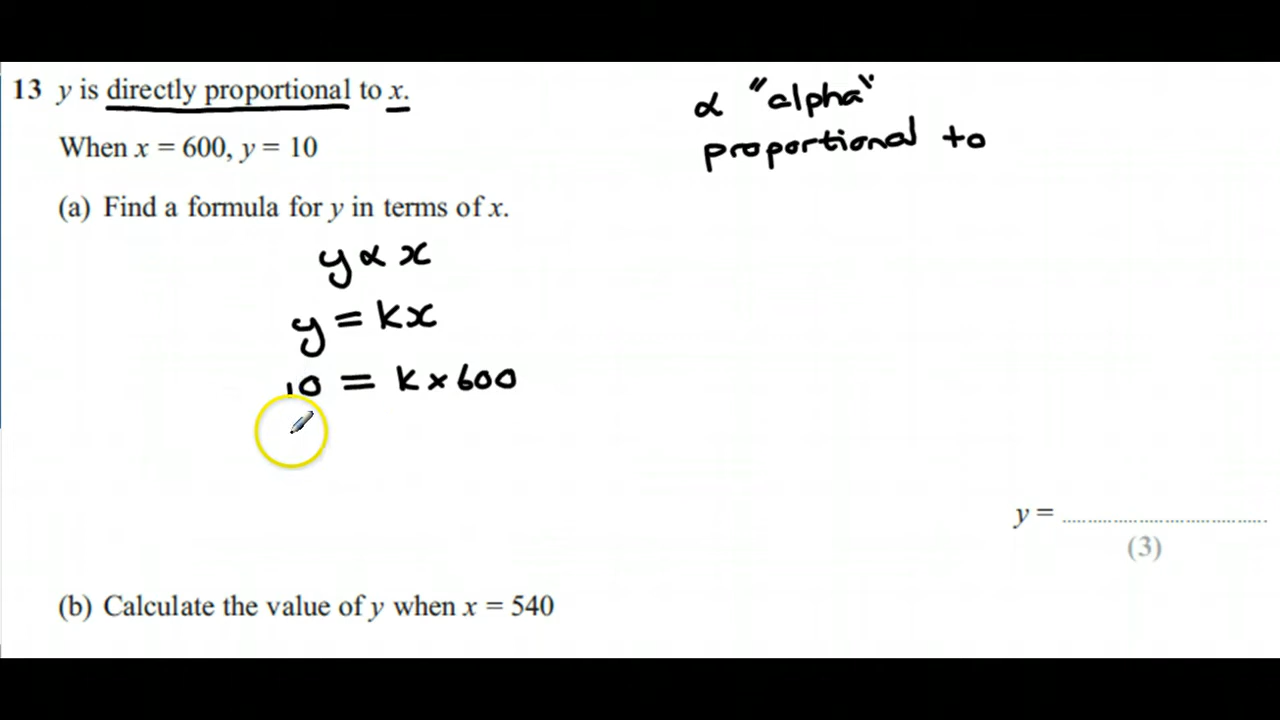 13 y is directly proportional to x.
α "alpha"
proportional to
When x = 600, y = 10
(a) Find a formula for y in terms of x.
y ∝ x
y = kx
10 = k × 600
y = ........................................
(3)
(b) Calculate the value of y when x = 540